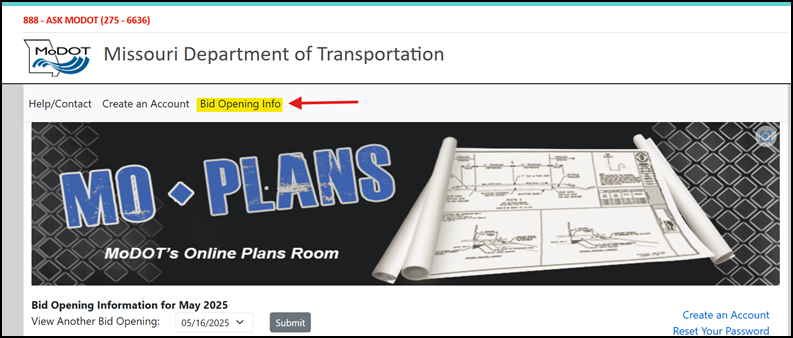 888 - ASK MODOT (275 - 6636)
MoDOT Missouri Department of Transportation
Help/Contact Create an Account Bid Opening Info
MO PLANS
MoDOT's Online Plans Room
Bid Opening Information for May 2025
View Another Bid Opening: 05/16/2025 Submit
Create an Account
Reset Your Password